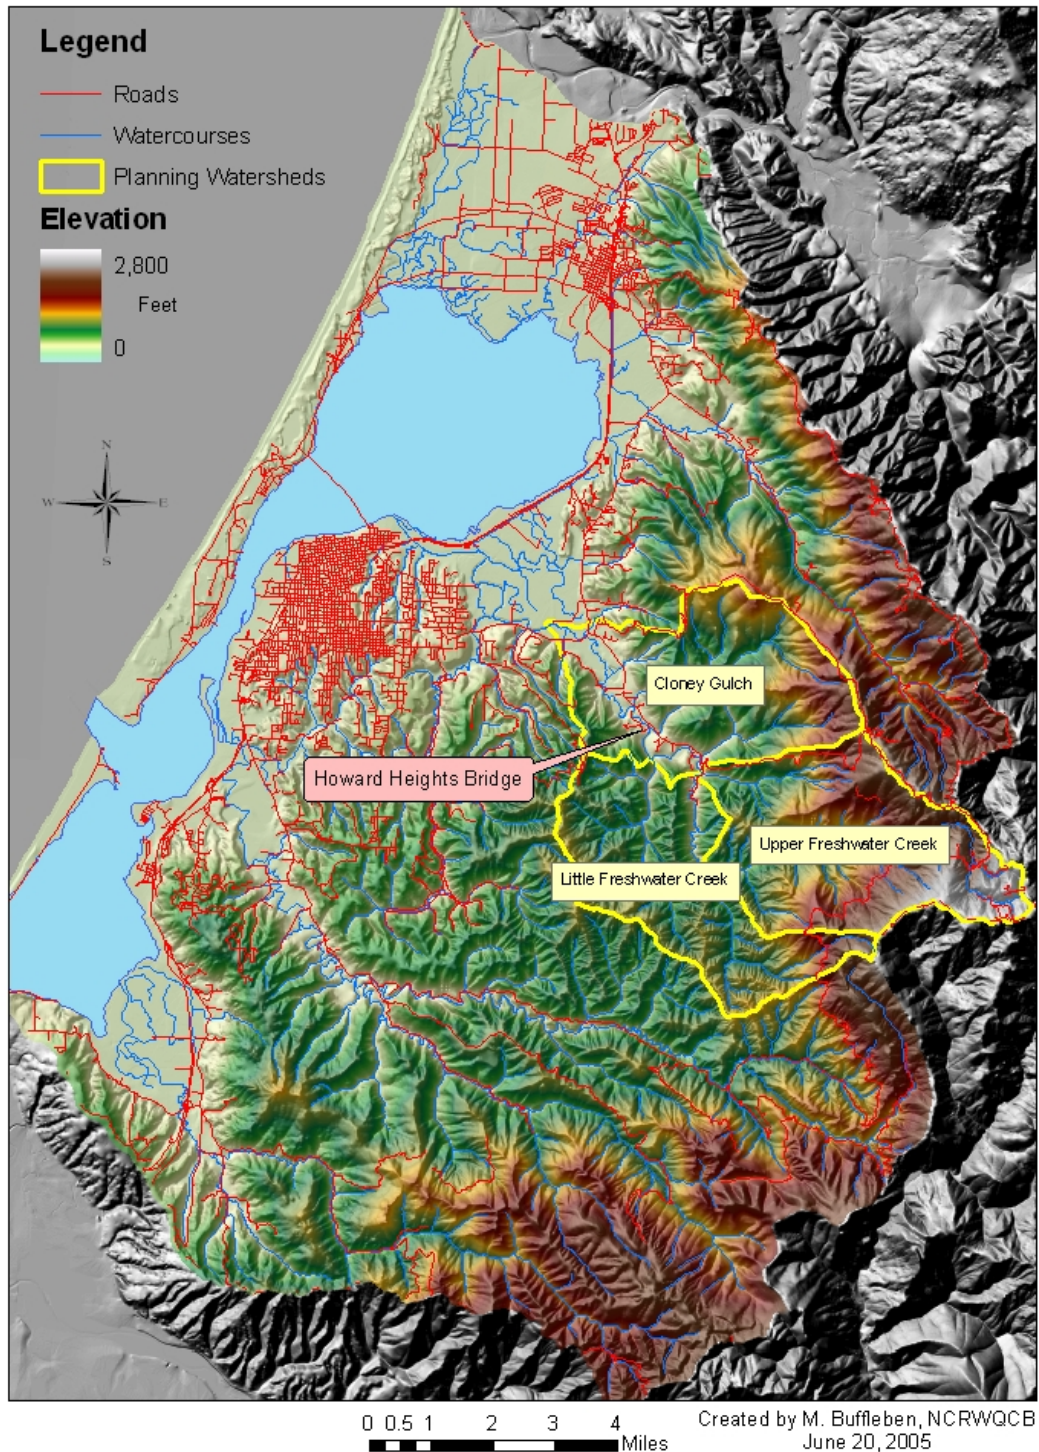 Legend
Roads
Watercourses
Planning Watersheds
Elevation
2,800
Feet
0
N
W
E
S
Cloney Gulch
Howard Heights Bridge
Upper Freshwater Creek
Little Freshwater Creek
0 0.5 1 2 3 4
Miles
Created by M. Buffleben, NCRWQCB
June 20, 2005